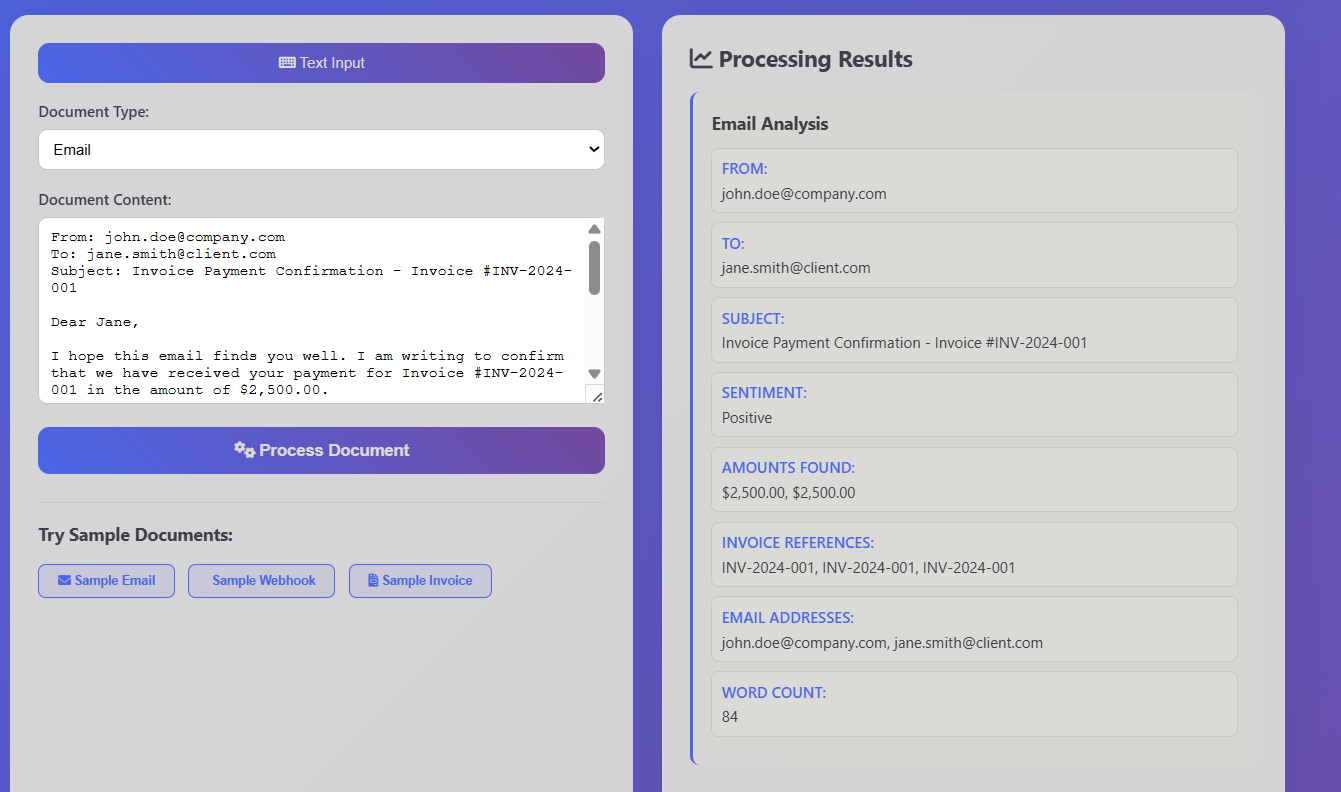 Text Input
Document Type:
Email
Document Content:
From: john.doe@company.com
To: jane.smith@client.com
Subject: Invoice Payment Confirmation - Invoice #INV-2024-
001
Dear Jane,
I hope this email finds you well. I am writing to confirm
that we have received your payment for Invoice #INV-2024-
001 in the amount of $2,500.00.
Process Document
Try Sample Documents:
Sample Email
Sample Webhook
Sample Invoice
Processing Results
Email Analysis
FROM:
john.doe@company.com
TO:
jane.smith@client.com
SUBJECT:
Invoice Payment Confirmation - Invoice #INV-2024-001
SENTIMENT:
Positive
AMOUNTS FOUND:
$2,500.00, $2,500.00
INVOICE REFERENCES:
INV-2024-001, INV-2024-001, INV-2024-001
EMAIL ADDRESSES:
john.doe@company.com, jane.smith@client.com
WORD COUNT:
84